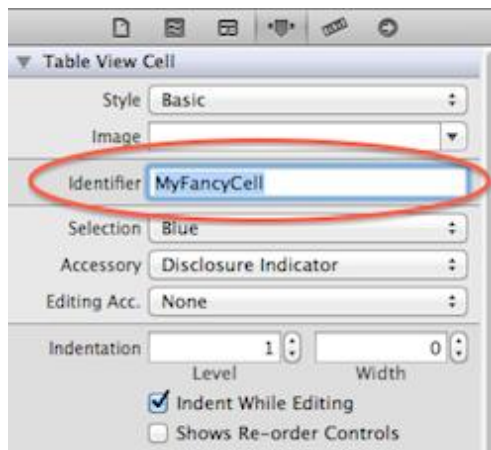 Table View Cell
Style Basic
Image
Identifier MyFancyCell
Selection Blue
Accessory Disclosure Indicator
Editing Acc. None
Indentation 1 0
Level Width
Indent While Editing
Shows Re-order Controls